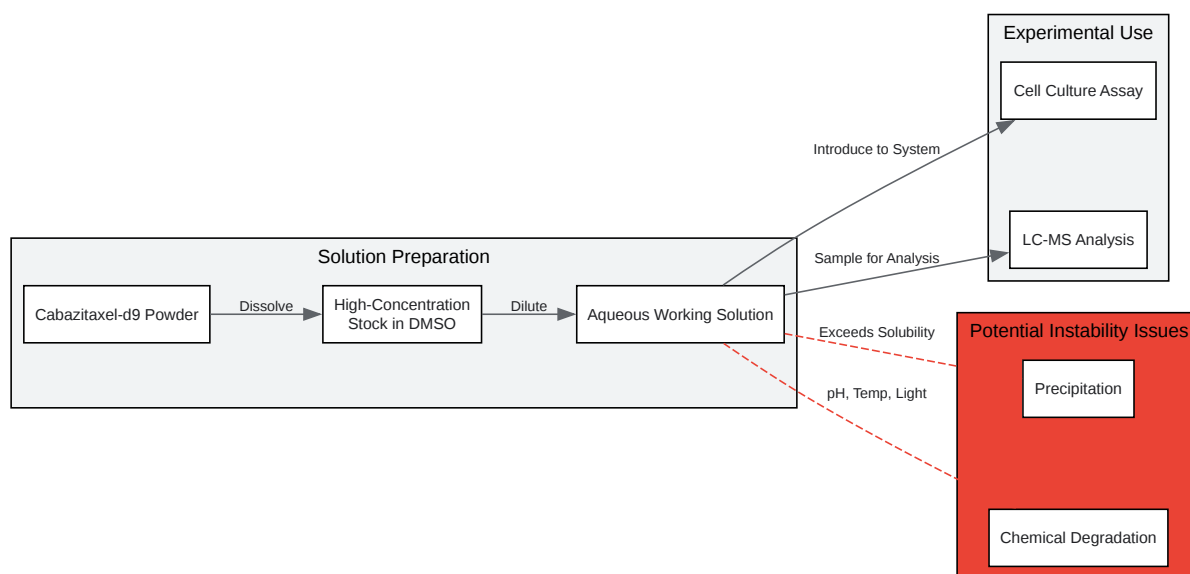 Experimental Use
Cell Culture Assay
Introduce to System
LC-MS Analysis
Sample for Analysis
Solution Preparation
Cabazitaxel-d9 Powder
Dissolve
High-Concentration
Stock in DMSO
Dilute
Aqueous Working Solution
Exceeds Solubility
pH, Temp, Light
Potential Instability Issues
Precipitation
Chemical Degradation